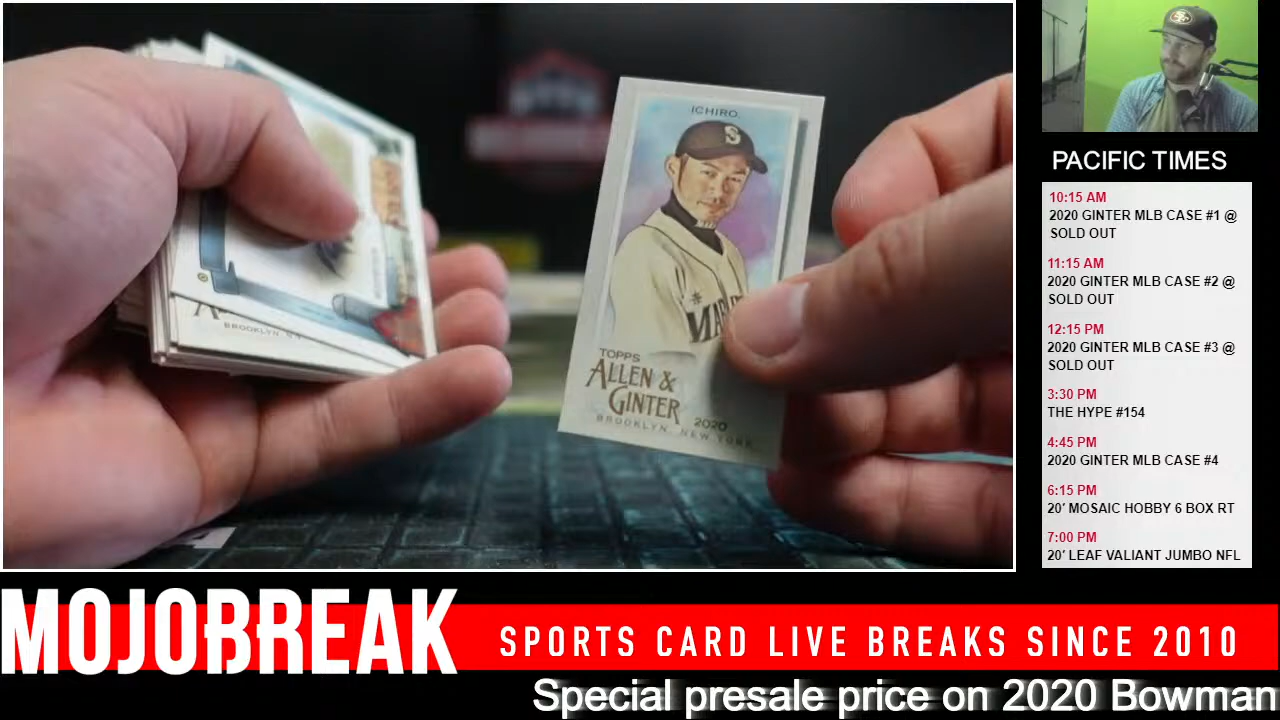 ICHIRO
S
TOPPS
ALLEN &
GINTER
2020
BROOKLYN, NEW YORK
BROOKLYN
PACIFIC TIMES
10:15 AM
2020 GINTER MLB CASE #1 @
SOLD OUT
11:15 AM
2020 GINTER MLB CASE #2 @
SOLD OUT
12:15 PM
2020 GINTER MLB CASE #3 @
SOLD OUT
3:30 PM
THE HYPE #154
4:45 PM
2020 GINTER MLB CASE #4
6:15 PM
20' MOSAIC HOBBY 6 BOX RT
7:00 PM
20' LEAF VALIANT JUMBO NFL
MOJOBREAK
SPORTS CARD LIVE BREAKS SINCE 2010
Special presale price on 2020 Bowman